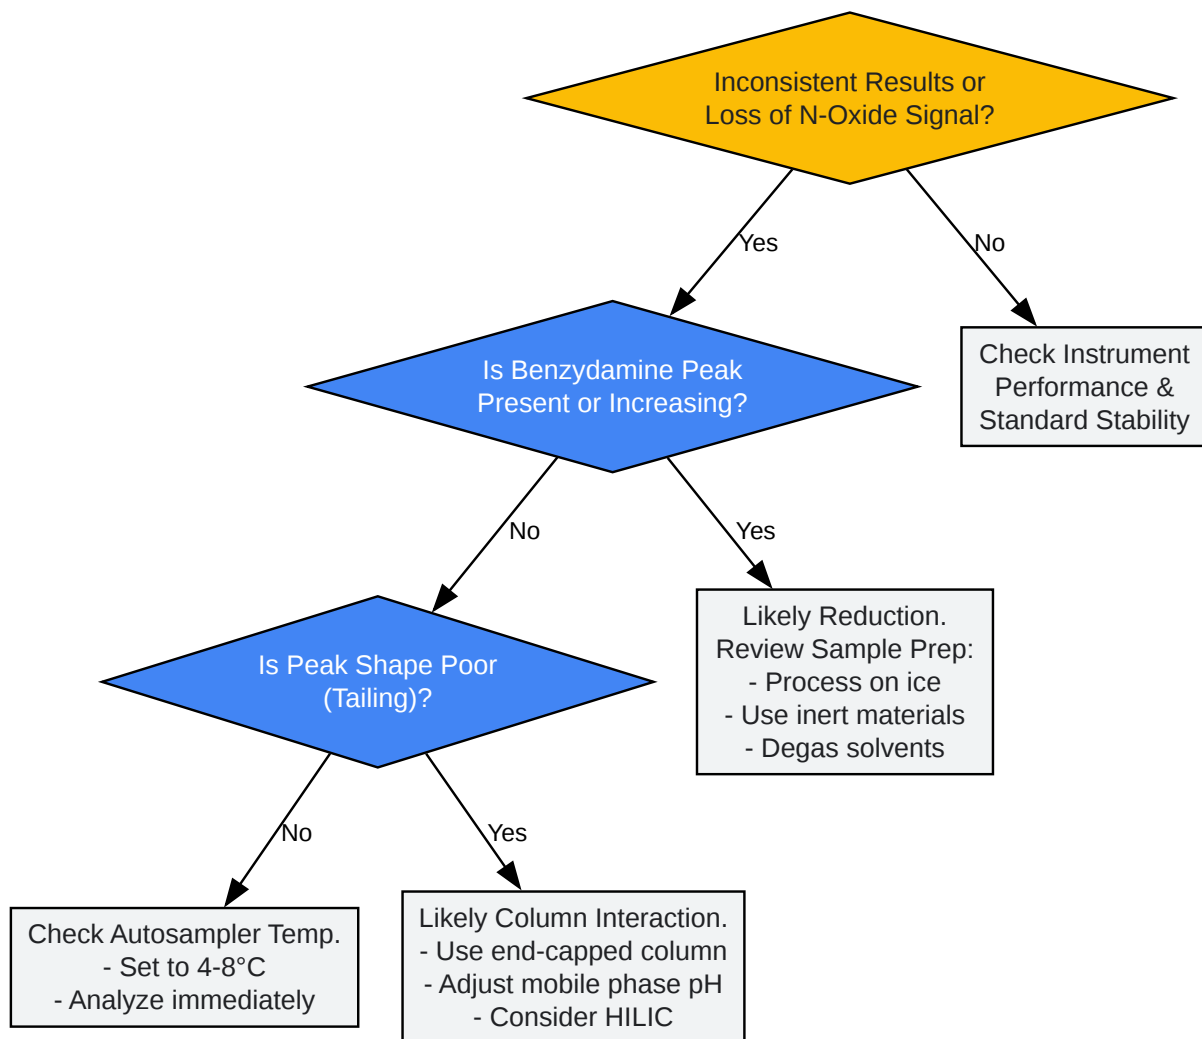 Inconsistent Results or
Loss of N-Oxide Signal?
Yes
No
Is Benzydamine Peak
Present or Increasing?
Check Instrument
Performance &
Standard Stability
No
Yes
Is Peak Shape Poor
(Tailing)?
Likely Reduction.
Review Sample Prep:
- Process on ice
- Use inert materials
- Degas solvents
No
Yes
Check Autosampler Temp.
- Set to 4-8°C
- Analyze immediately
Likely Column Interaction.
- Use end-capped column
- Adjust mobile phase pH
- Consider HILIC